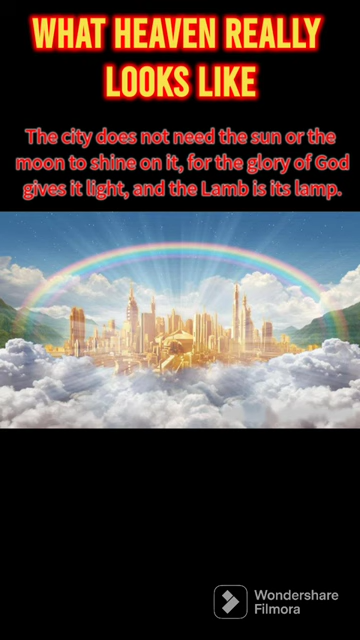 WHAT HEAVEN REALLY
LOOKS LIKE
The city does not need the sun or the
moon to shine on it, for the glory of God
gives it light, and the Lamb is its lamp.
Wondershare
Filmora